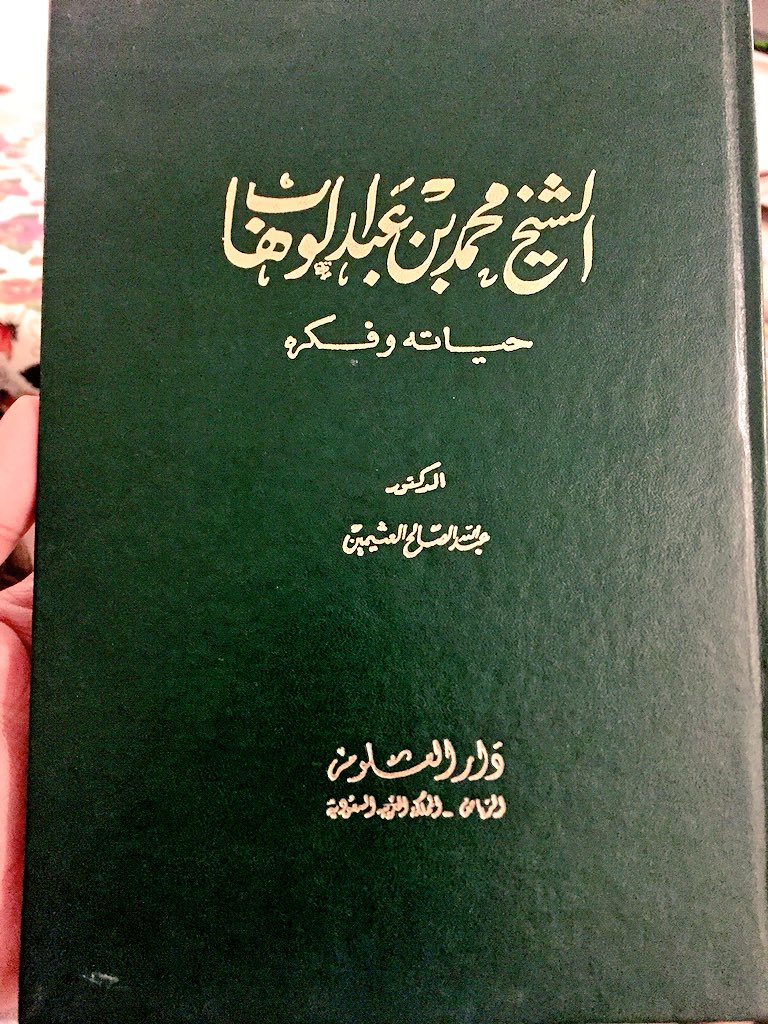 الشيخ محمد بن عبد الوهاب
حياته وفكره
الدكتور
عبد الله الصالح العثيمين
دار العلوم
الرياض - المملكة العربية السعودية